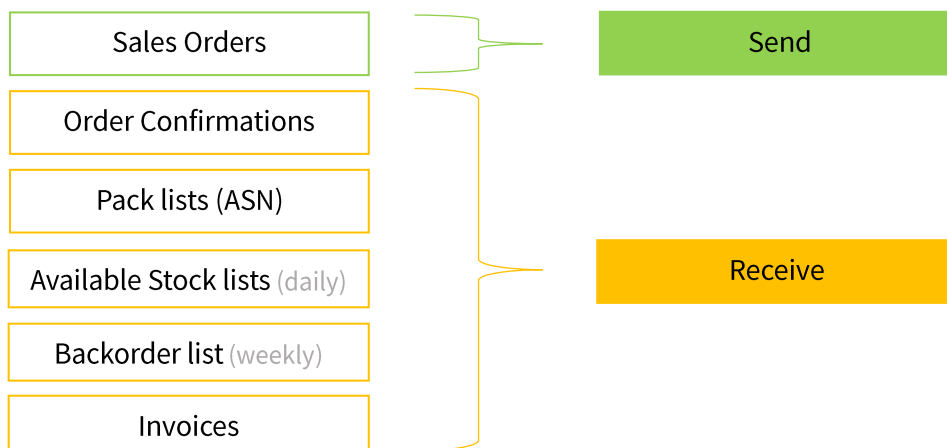 Sales Orders
Send
Order Confirmations
Pack lists (ASN)
Available Stock lists (daily)
Receive
Backorder list (weekly)
Invoices